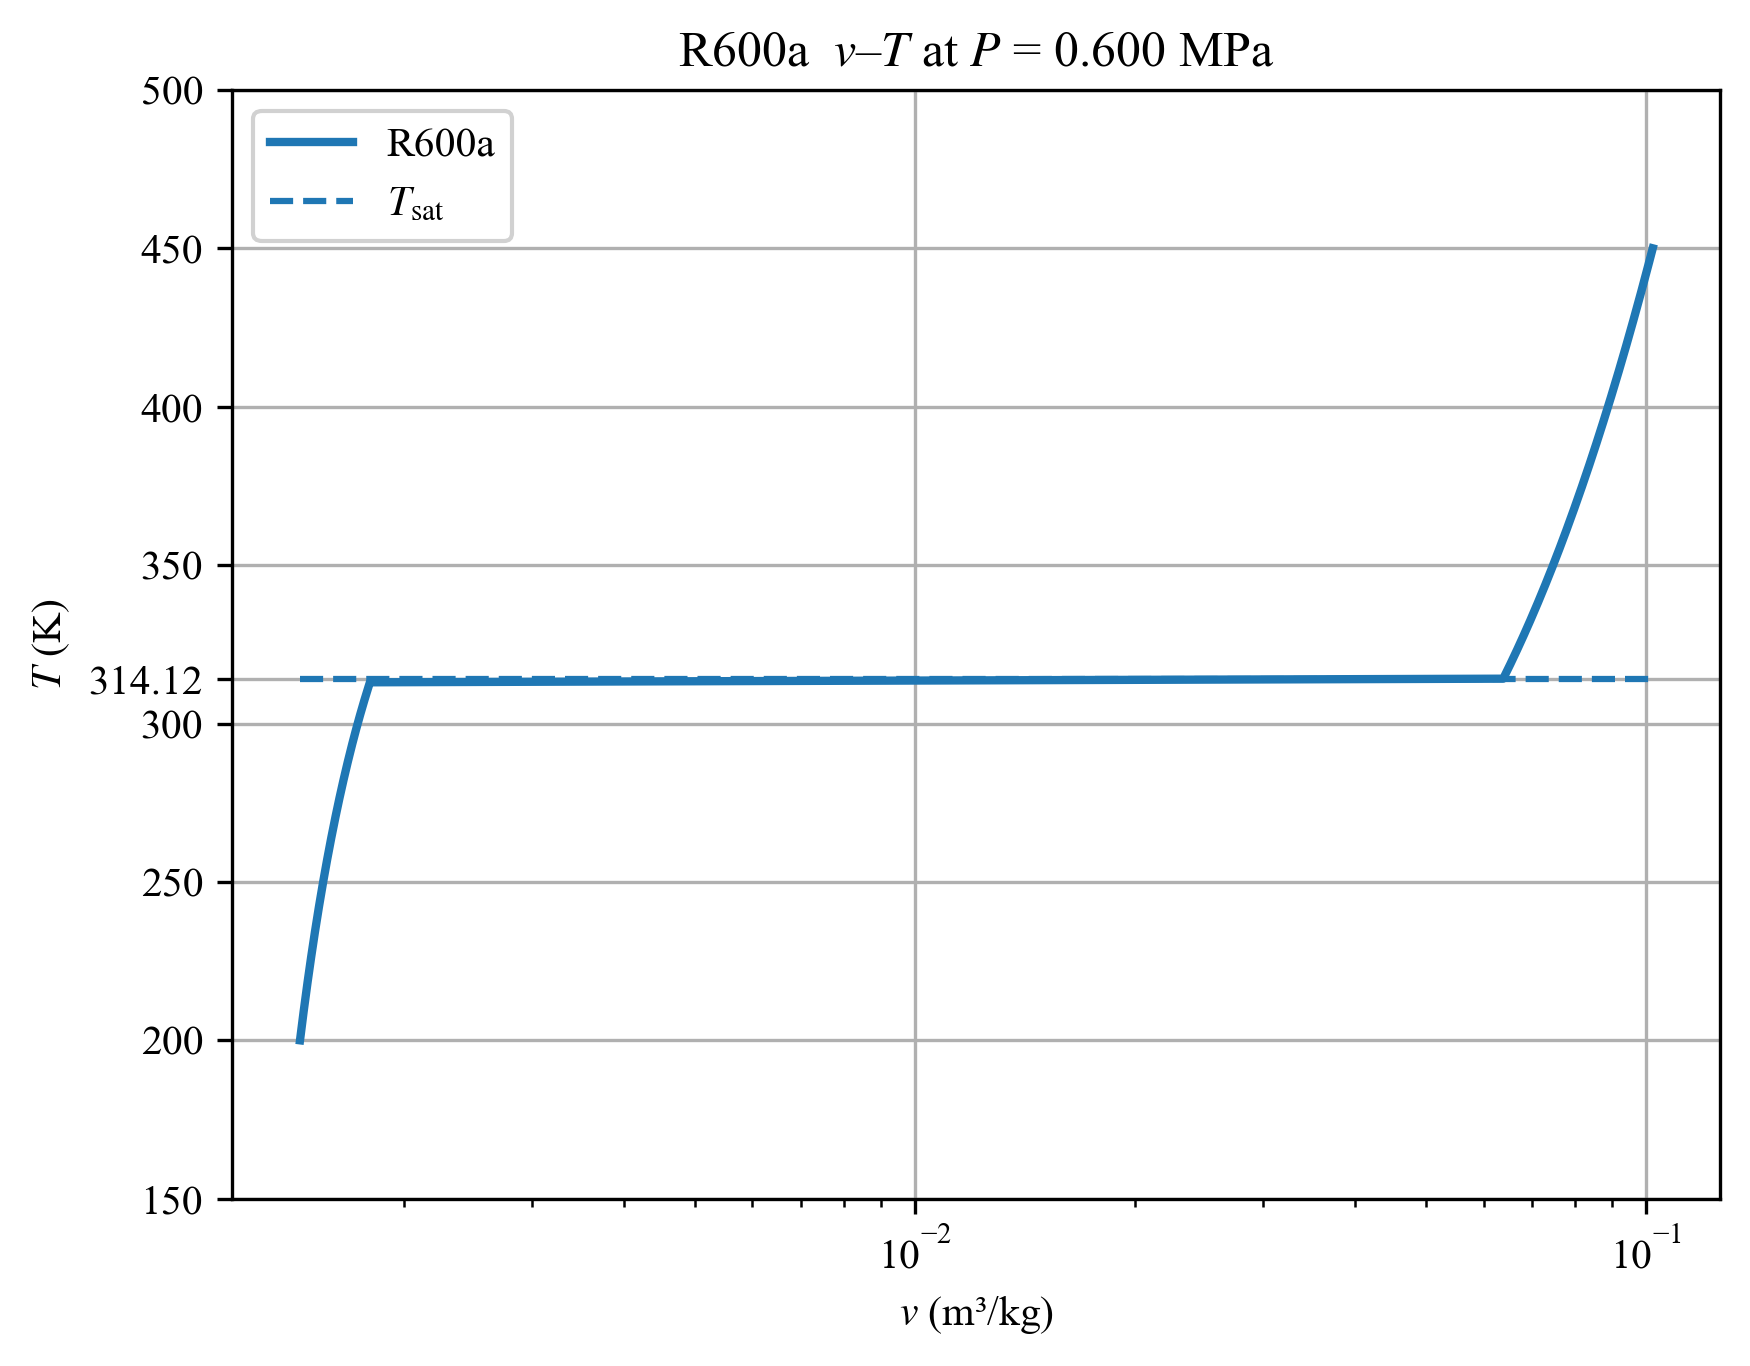 R600a v–T at P = 0.600 MPa
R600a
T_sat
500
450
400
350
314.12
300
250
200
150
T (K)
10⁻²
10⁻¹
v (m³/kg)